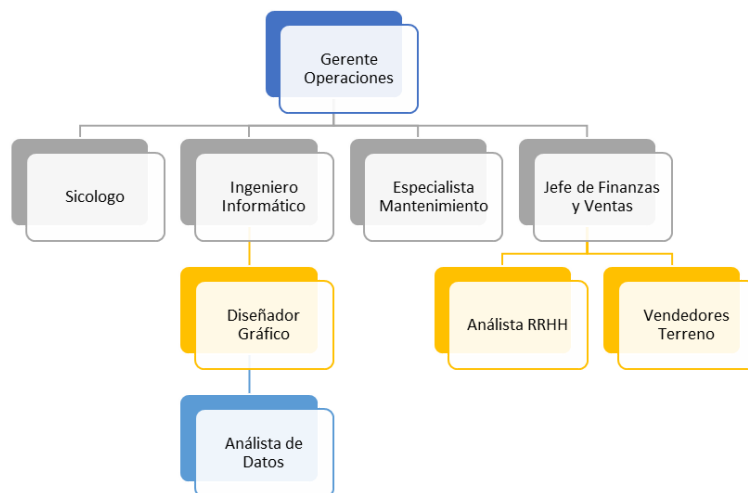 Gerente
Operaciones
Sicologo
Ingeniero
Informático
Especialista
Mantenimiento
Jefe de Finanzas
y Ventas
Diseñador
Gráfico
Análista RRHH
Vendedores
Terreno
Análista de
Datos